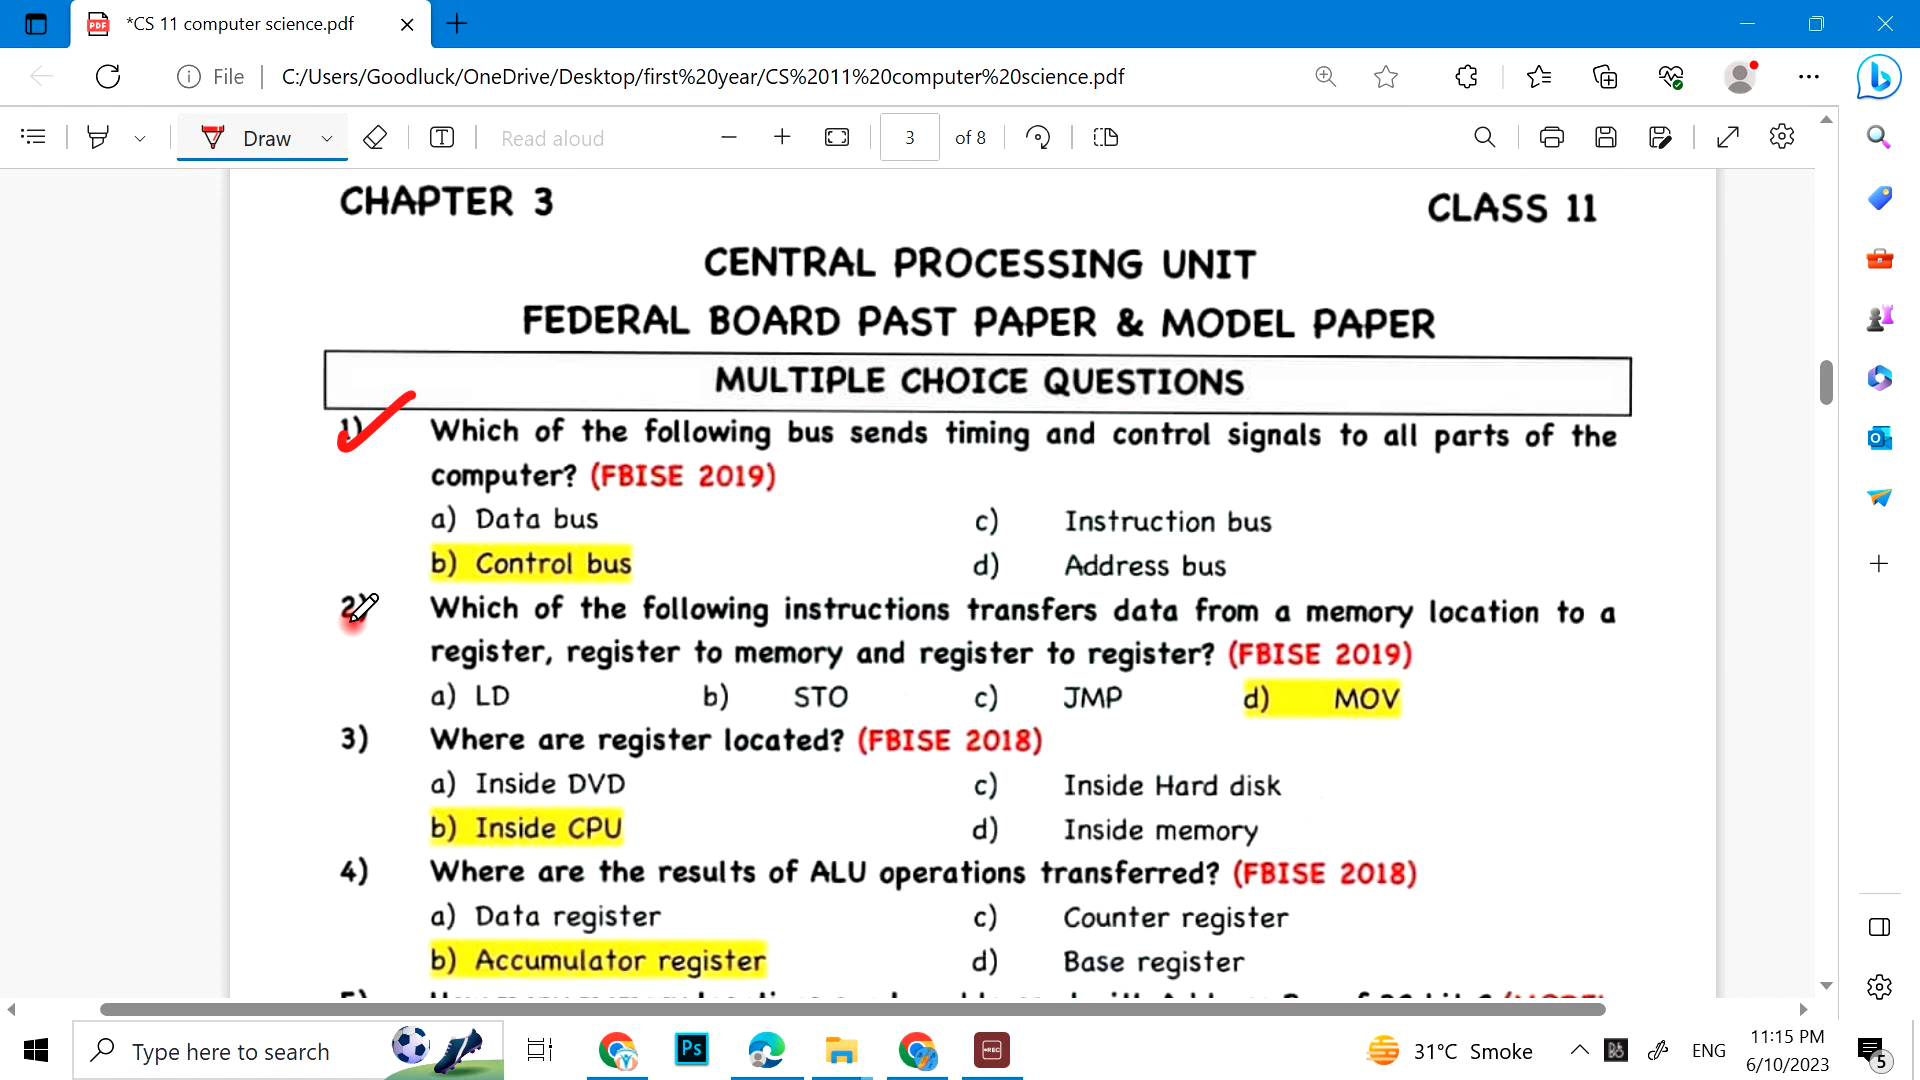 *CS 11 computer science.pdf
File
C:/Users/Goodluck/OneDrive/Desktop/first%20year/CS%2011%20computer%20science.pdf
Draw
Read aloud
3 of 8
CHAPTER 3
CLASS 11
CENTRAL PROCESSING UNIT
FEDERAL BOARD PAST PAPER & MODEL PAPER
MULTIPLE CHOICE QUESTIONS
1) Which of the following bus sends timing and control signals to all parts of the
computer? (FBISE 2019)
a) Data bus c) Instruction bus
b) Control bus d) Address bus
2) Which of the following instructions transfers data from a memory location to a
register, register to memory and register to register? (FBISE 2019)
a) LD b) STO c) JMP d) MOV
3) Where are register located? (FBISE 2018)
a) Inside DVD c) Inside Hard disk
b) Inside CPU d) Inside memory
4) Where are the results of ALU operations transferred? (FBISE 2018)
a) Data register c) Counter register
b) Accumulator register d) Base register
Type here to search
Ps
31°C Smoke
ENG
11:15 PM
6/10/2023
5